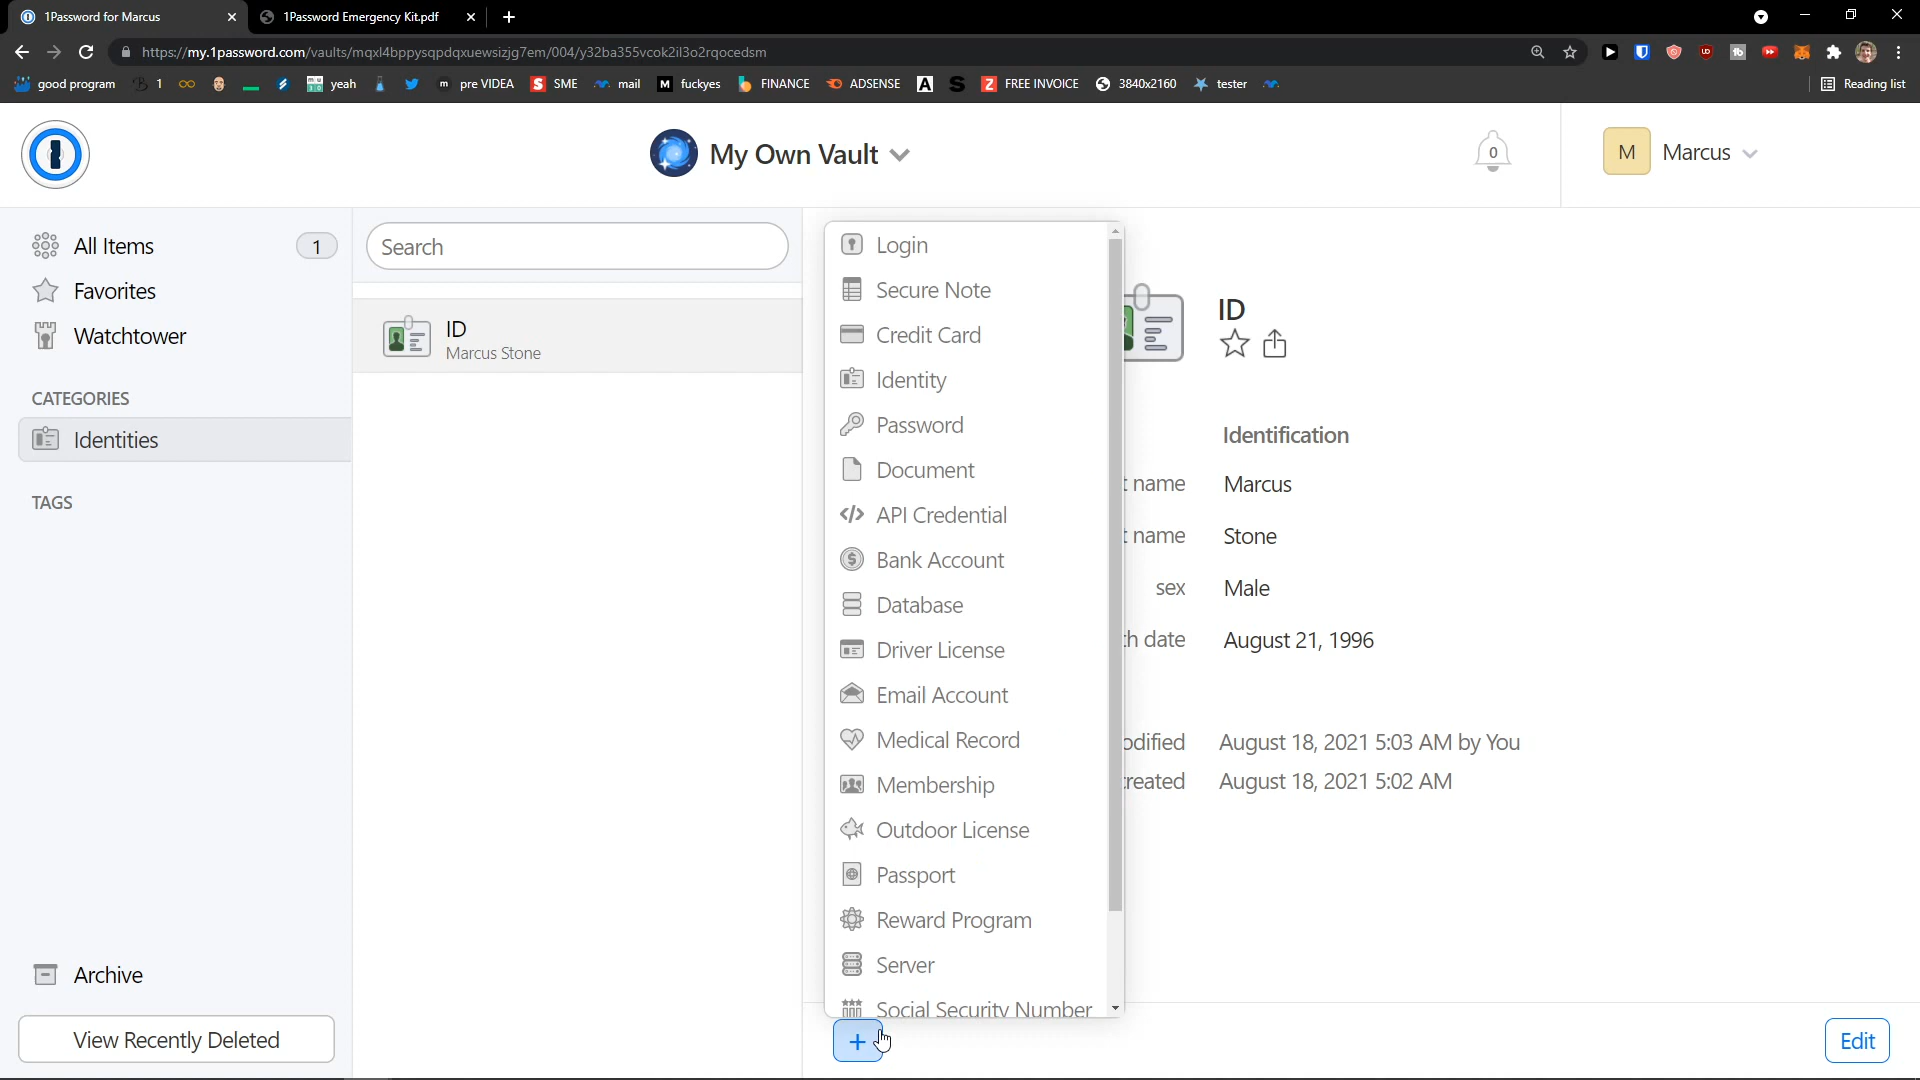 1Password for Marcus
1Password Emergency Kit.pdf
https://my.1password.com/vaults/mqxl4bppysqpdqxuewsizjg7em/004/y32ba355vcok2il3o2rqocedsm
good program
1
yeah
pre VIDEA
SME
mail
fuckyes
FINANCE
ADSENSE
FREE INVOICE
3840x2160
tester
Reading list
My Own Vault
0
M
Marcus
All Items
1
Favorites
Watchtower
CATEGORIES
Identities
TAGS
Archive
View Recently Deleted
Search
ID
Marcus Stone
Login
Secure Note
Credit Card
Identity
Password
Document
API Credential
Bank Account
Database
Driver License
Email Account
Medical Record
Membership
Outdoor License
Passport
Reward Program
Server
Social Security Number
+
ID
Identification
t name Marcus
t name Stone
sex Male
th date August 21, 1996
odified August 18, 2021 5:03 AM by You
created August 18, 2021 5:02 AM
Edit